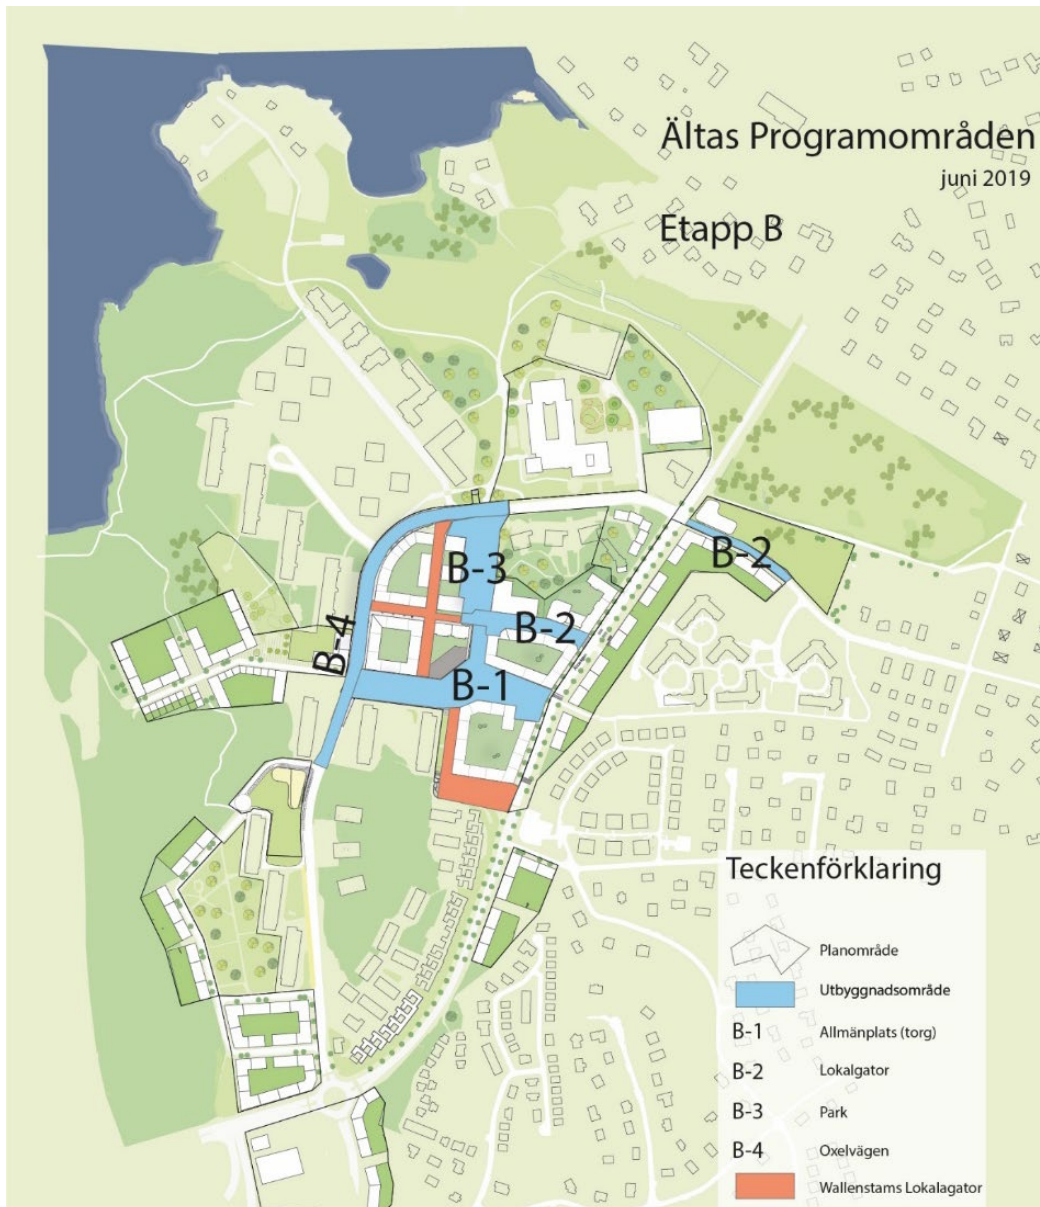 Ältas Programområden
juni 2019
Etapp B
B-3
B-2
B-2
B-4
B-1
Teckenförklaring
Planområde
Utbyggnadsområde
B-1 Allmänplats (torg)
B-2 Lokalgator
B-3 Park
B-4 Oxelvägen
Wallenstams Lokalagator